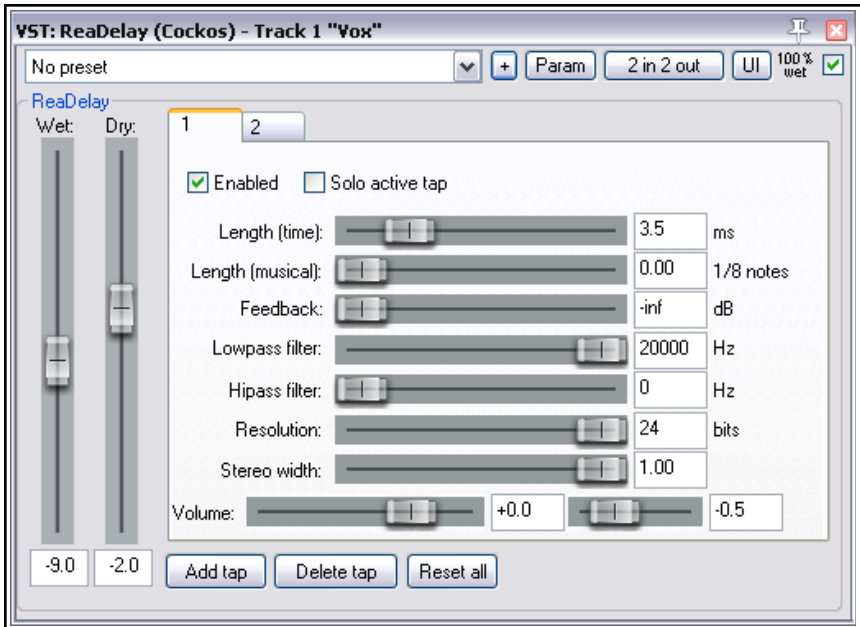 VST: ReaDelay (Cockos) - Track 1 "Vox"
No preset + Param 2 in 2 out UI 100 % wet
ReaDelay
Wet: Dry: 1 2
Enabled Solo active tap
Length (time): 3.5 ms
Length (musical): 0.00 1/8 notes
Feedback: -inf dB
Lowpass filter: 20000 Hz
Hipass filter: 0 Hz
Resolution: 24 bits
Stereo width: 1.00
Volume: +0.0 -0.5
-9.0 -2.0 Add tap Delete tap Reset all